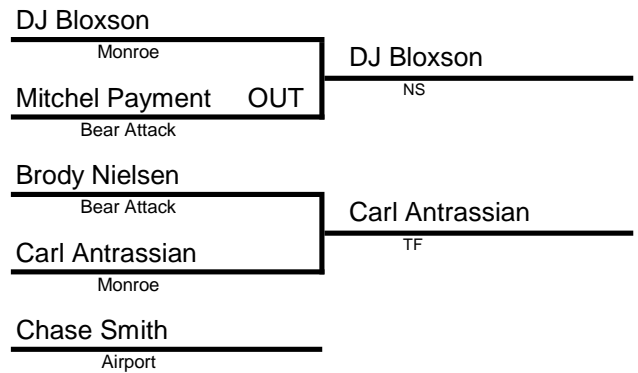 DJ Bloxson
Monroe
DJ Bloxson
NS
Mitchel Payment OUT
Bear Attack
Brody Nielsen
Bear Attack
Carl Antrassian
TF
Carl Antrassian
Monroe
Chase Smith
Airport